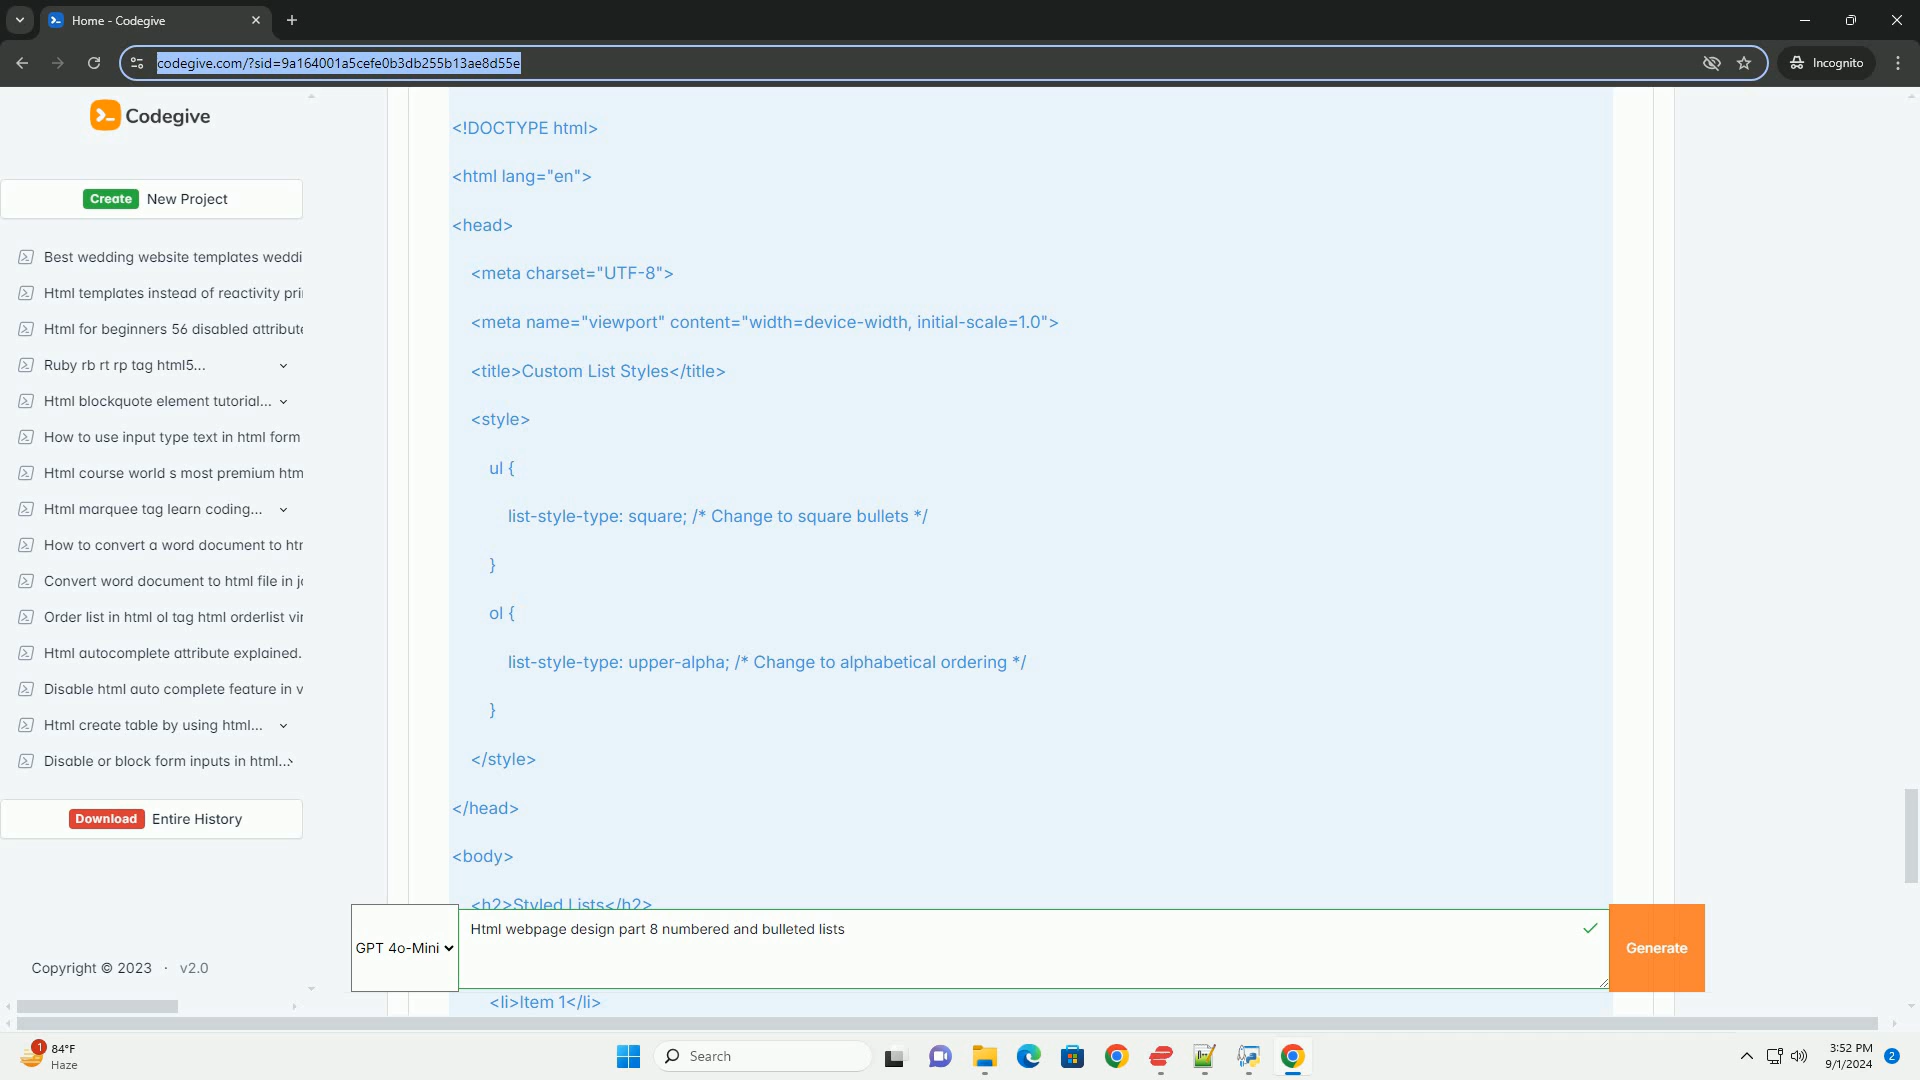 Home - Codegive
codegive.com/?sid=9a164001a5cefe0b3db255b13ae8d55e
Incognito
Codegive
Create New Project
Best wedding website templates weddi
Html templates instead of reactivity pri
Html for beginners 56 disabled attribute
Ruby rb rt rp tag html5...
Html blockquote element tutorial...
How to use input type text in html form
Html course world s most premium htm
Html marquee tag learn coding...
How to convert a word document to htm
Convert word document to html file in ja
Order list in html ol tag html orderlist vir
Html autocomplete attribute explained.
Disable html auto complete feature in v
Html create table by using html...
Disable or block form inputs in html...
Download Entire History
Copyright © 2023 · v2.0
<!DOCTYPE html>
<html lang="en">
<head>
<meta charset="UTF-8">
<meta name="viewport" content="width=device-width, initial-scale=1.0">
<title>Custom List Styles</title>
<style>
ul {
list-style-type: square; /* Change to square bullets */
}
ol {
list-style-type: upper-alpha; /* Change to alphabetical ordering */
}
</style>
</head>
<body>
<h2>Styled Lists</h2>
GPT 4o-Mini
Html webpage design part 8 numbered and bulleted lists
Generate
<li>Item 1</li>
1
84°F
Haze
Search
3:52 PM
9/1/2024
2